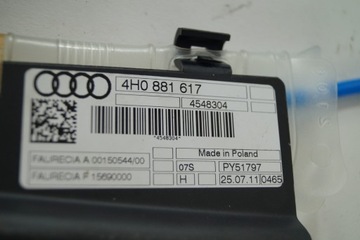 4H0 881 617
4548304
*4548304*
Made in Poland
FAURECIA A 00150544/00
07S PY51797
FAURECIA F 15690000
H 25.07.11 0465